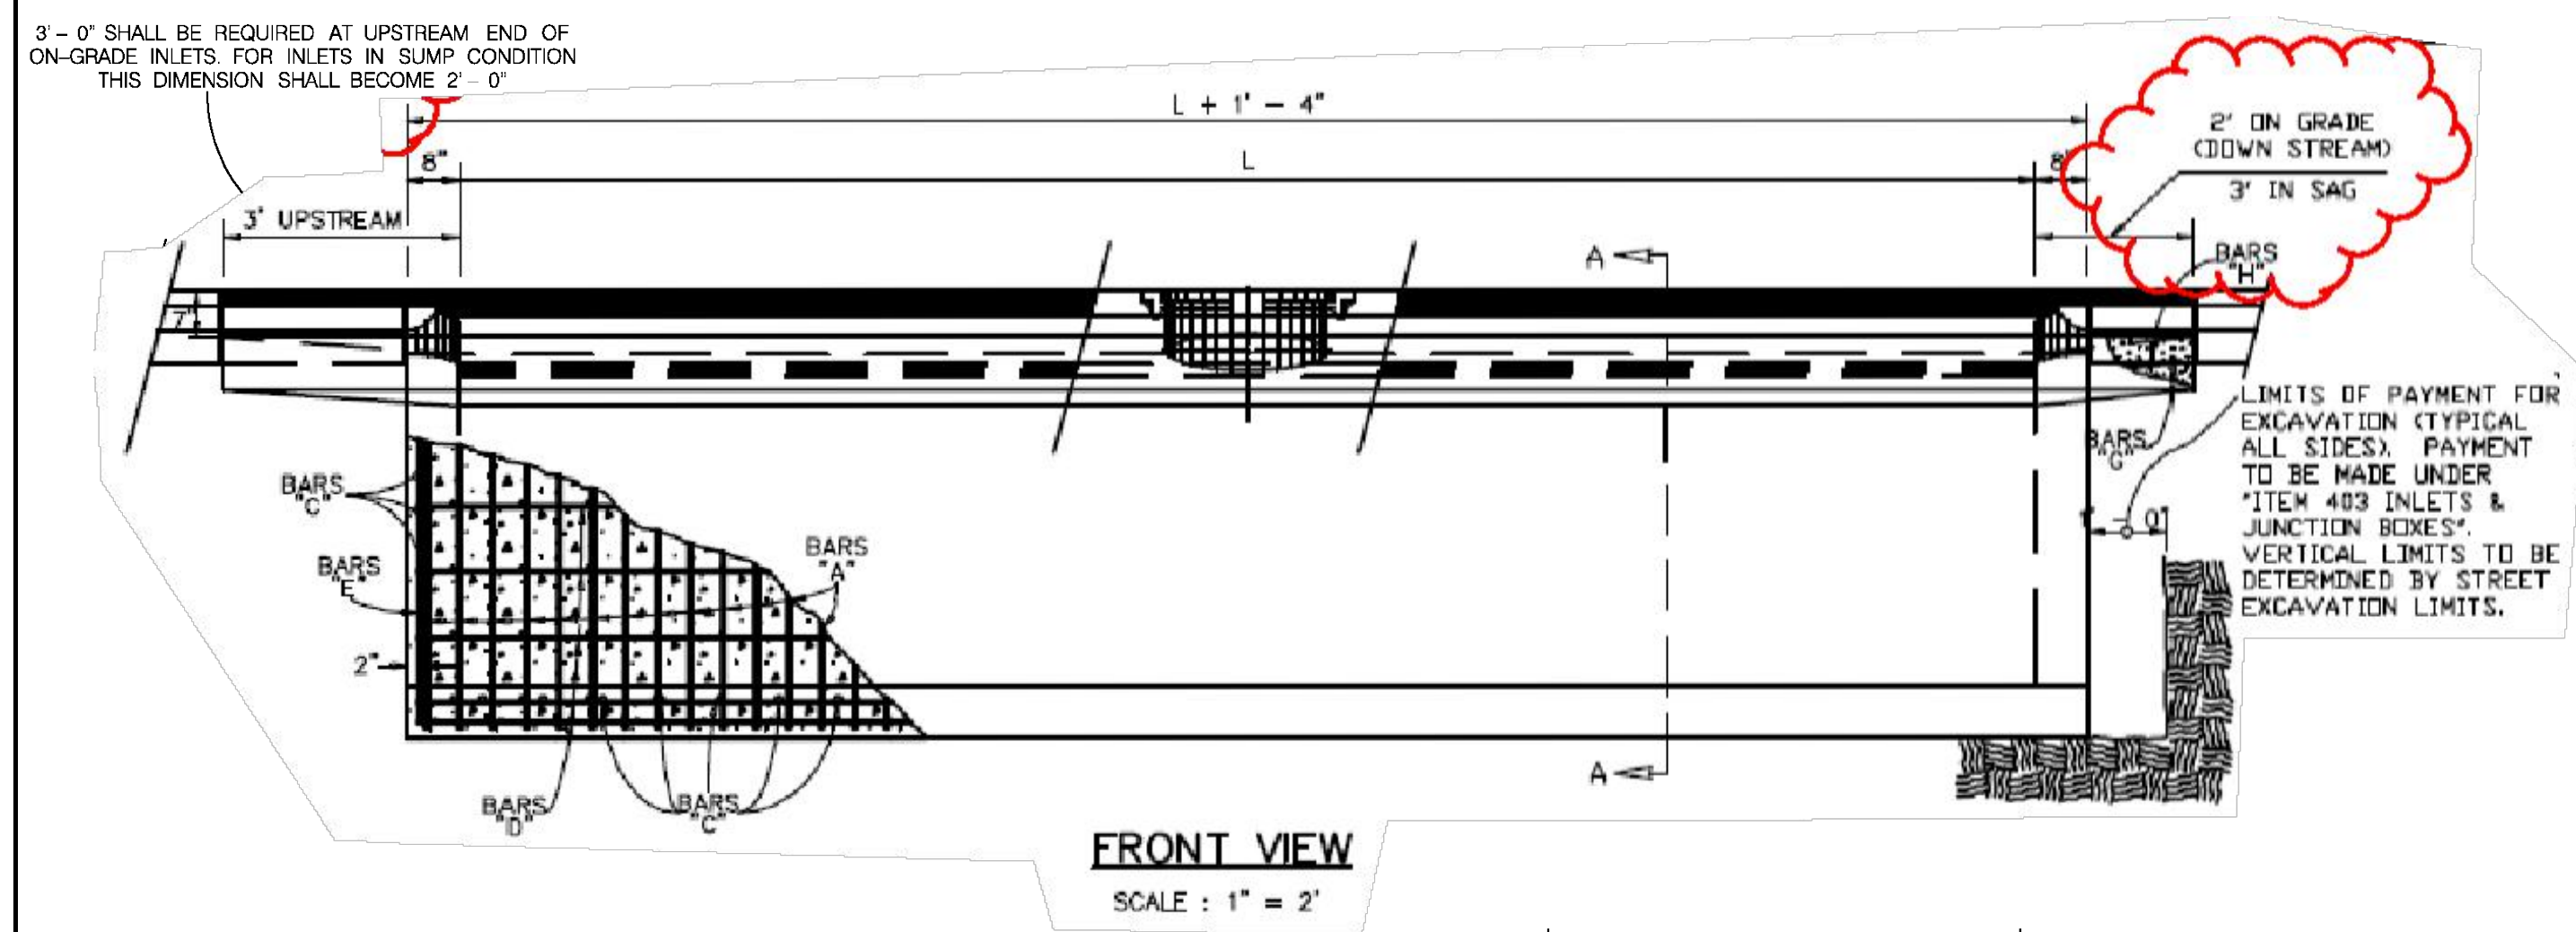 3' - 0" SHALL BE REQUIRED AT UPSTREAM END OF
ON-GRADE INLETS. FOR INLETS IN SUMP CONDITION
THIS DIMENSION SHALL BECOME 2' - 0"
L + 1' - 4"
8"
L
8"
2' ON GRADE
(DOWN STREAM)
3' IN SAG
3' UPSTREAM
A
BARS
"H"
7"
LIMITS OF PAYMENT FOR
EXCAVATION (TYPICAL
ALL SIDES). PAYMENT
TO BE MADE UNDER
"ITEM 403 INLETS &
JUNCTION BOXES".
VERTICAL LIMITS TO BE
DETERMINED BY STREET
EXCAVATION LIMITS.
BARS
"G"
1' - 0"
BARS
"C"
BARS
"E"
BARS
"A"
2"
A
BARS
"D"
BARS
"C"
FRONT VIEW
SCALE : 1" = 2'